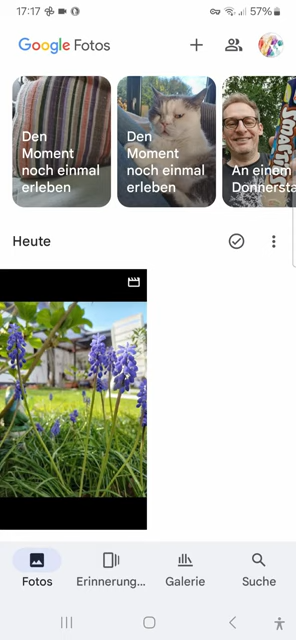 17:17
57%
Google Fotos
Den
Moment
noch einmal
erleben
Den
Moment
noch einmal
erleben
An einem
Donnersta
Smarties
Heute
Fotos
Erinnerung...
Galerie
Suche